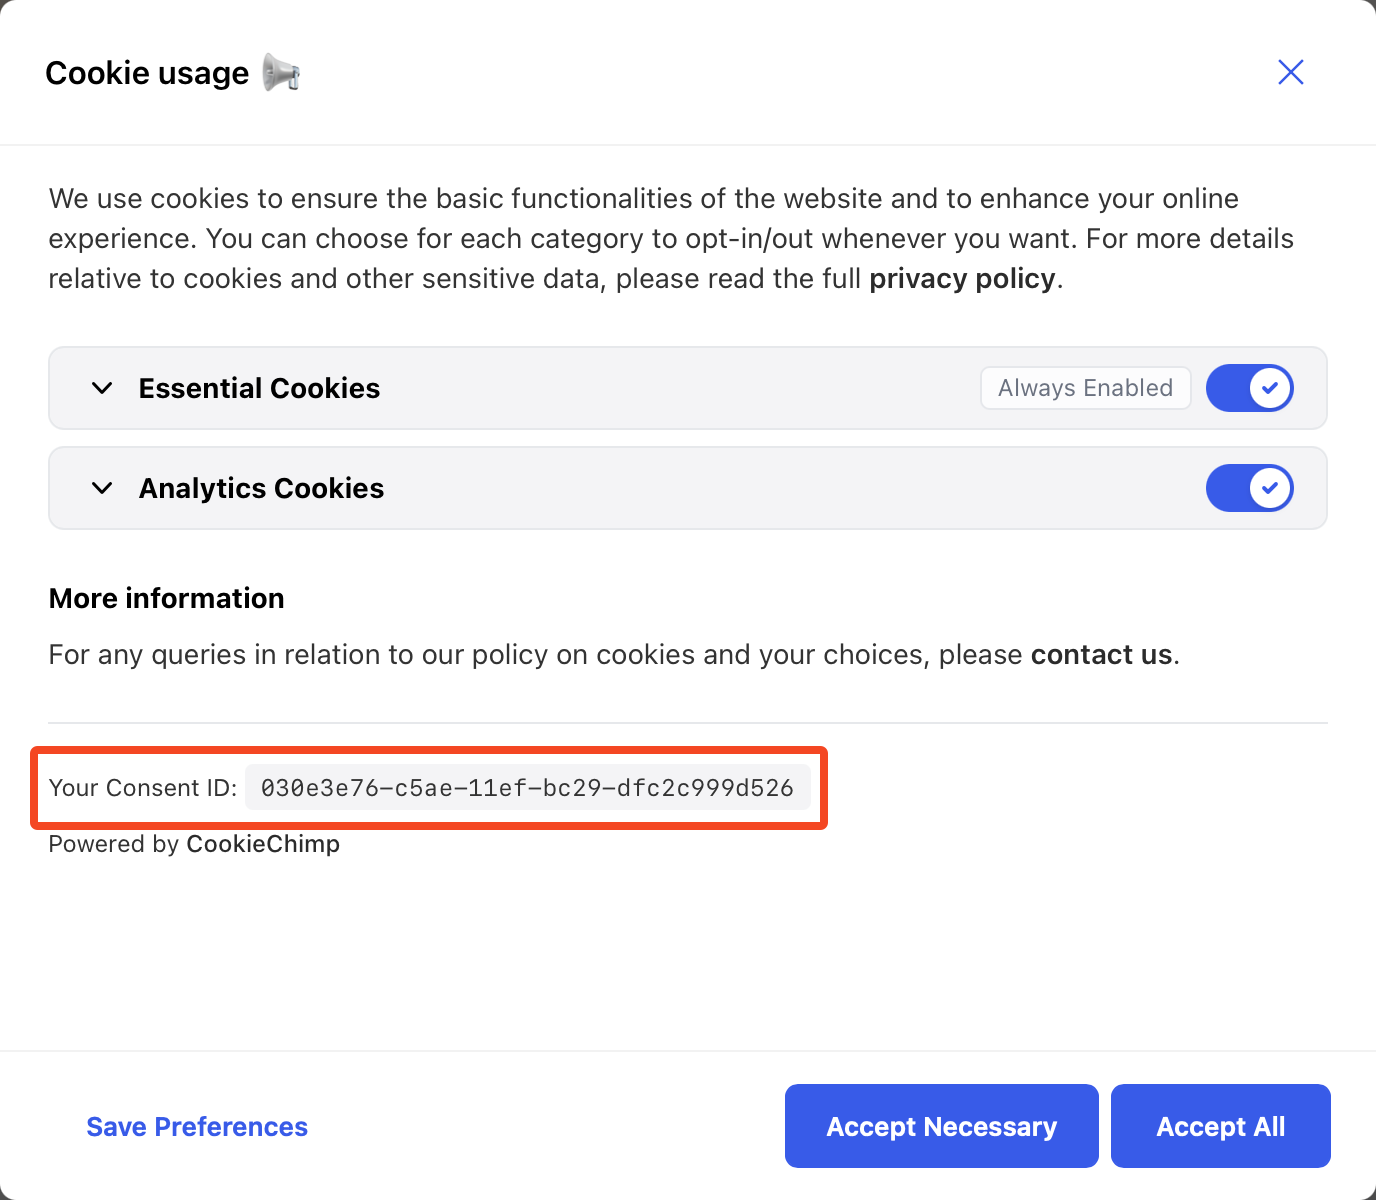 Cookie usage
We use cookies to ensure the basic functionalities of the website and to enhance your online
experience. You can choose for each category to opt-in/out whenever you want. For more details
relative to cookies and other sensitive data, please read the full privacy policy.
Essential Cookies Always Enabled
Analytics Cookies
More information
For any queries in relation to our policy on cookies and your choices, please contact us.
Your Consent ID: 030e3e76-c5ae-11ef-bc29-dfc2c999d526
Powered by CookieChimp
Save Preferences Accept Necessary Accept All